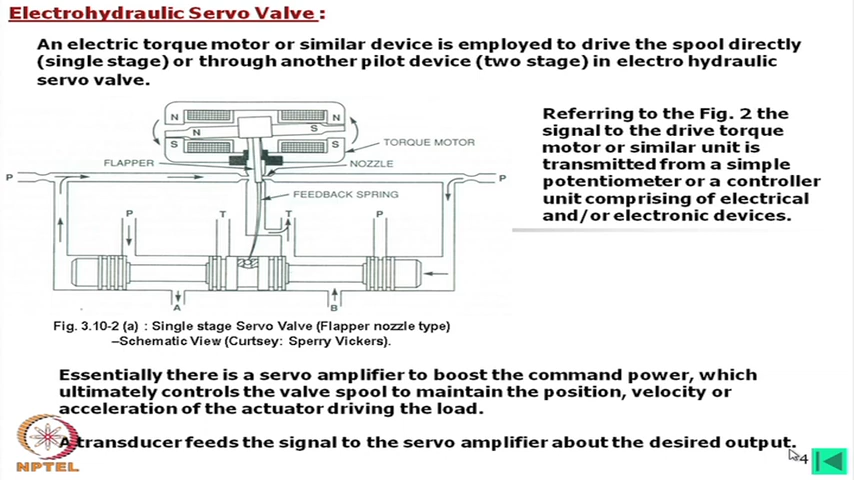 Electrohydraulic Servo Valve :
An electric torque motor or similar device is employed to drive the spool directly
(single stage) or through another pilot device (two stage) in electro hydraulic
servo valve.
N
N
N
S
S
S
TORQUE MOTOR
FLAPPER
NOZZLE
P
P
FEEDBACK SPRING
P
T
T
P
A
B
Fig. 3.10-2 (a) : Single stage Servo Valve (Flapper nozzle type)
–Schematic View (Curtsey: Sperry Vickers).
Referring to the Fig. 2 the
signal to the drive torque
motor or similar unit is
transmitted from a simple
potentiometer or a controller
unit comprising of electrical
and/or electronic devices.
Essentially there is a servo amplifier to boost the command power, which
ultimately controls the valve spool to maintain the position, velocity or
acceleration of the actuator driving the load.
A transducer feeds the signal to the servo amplifier about the desired output.
4
NPTEL